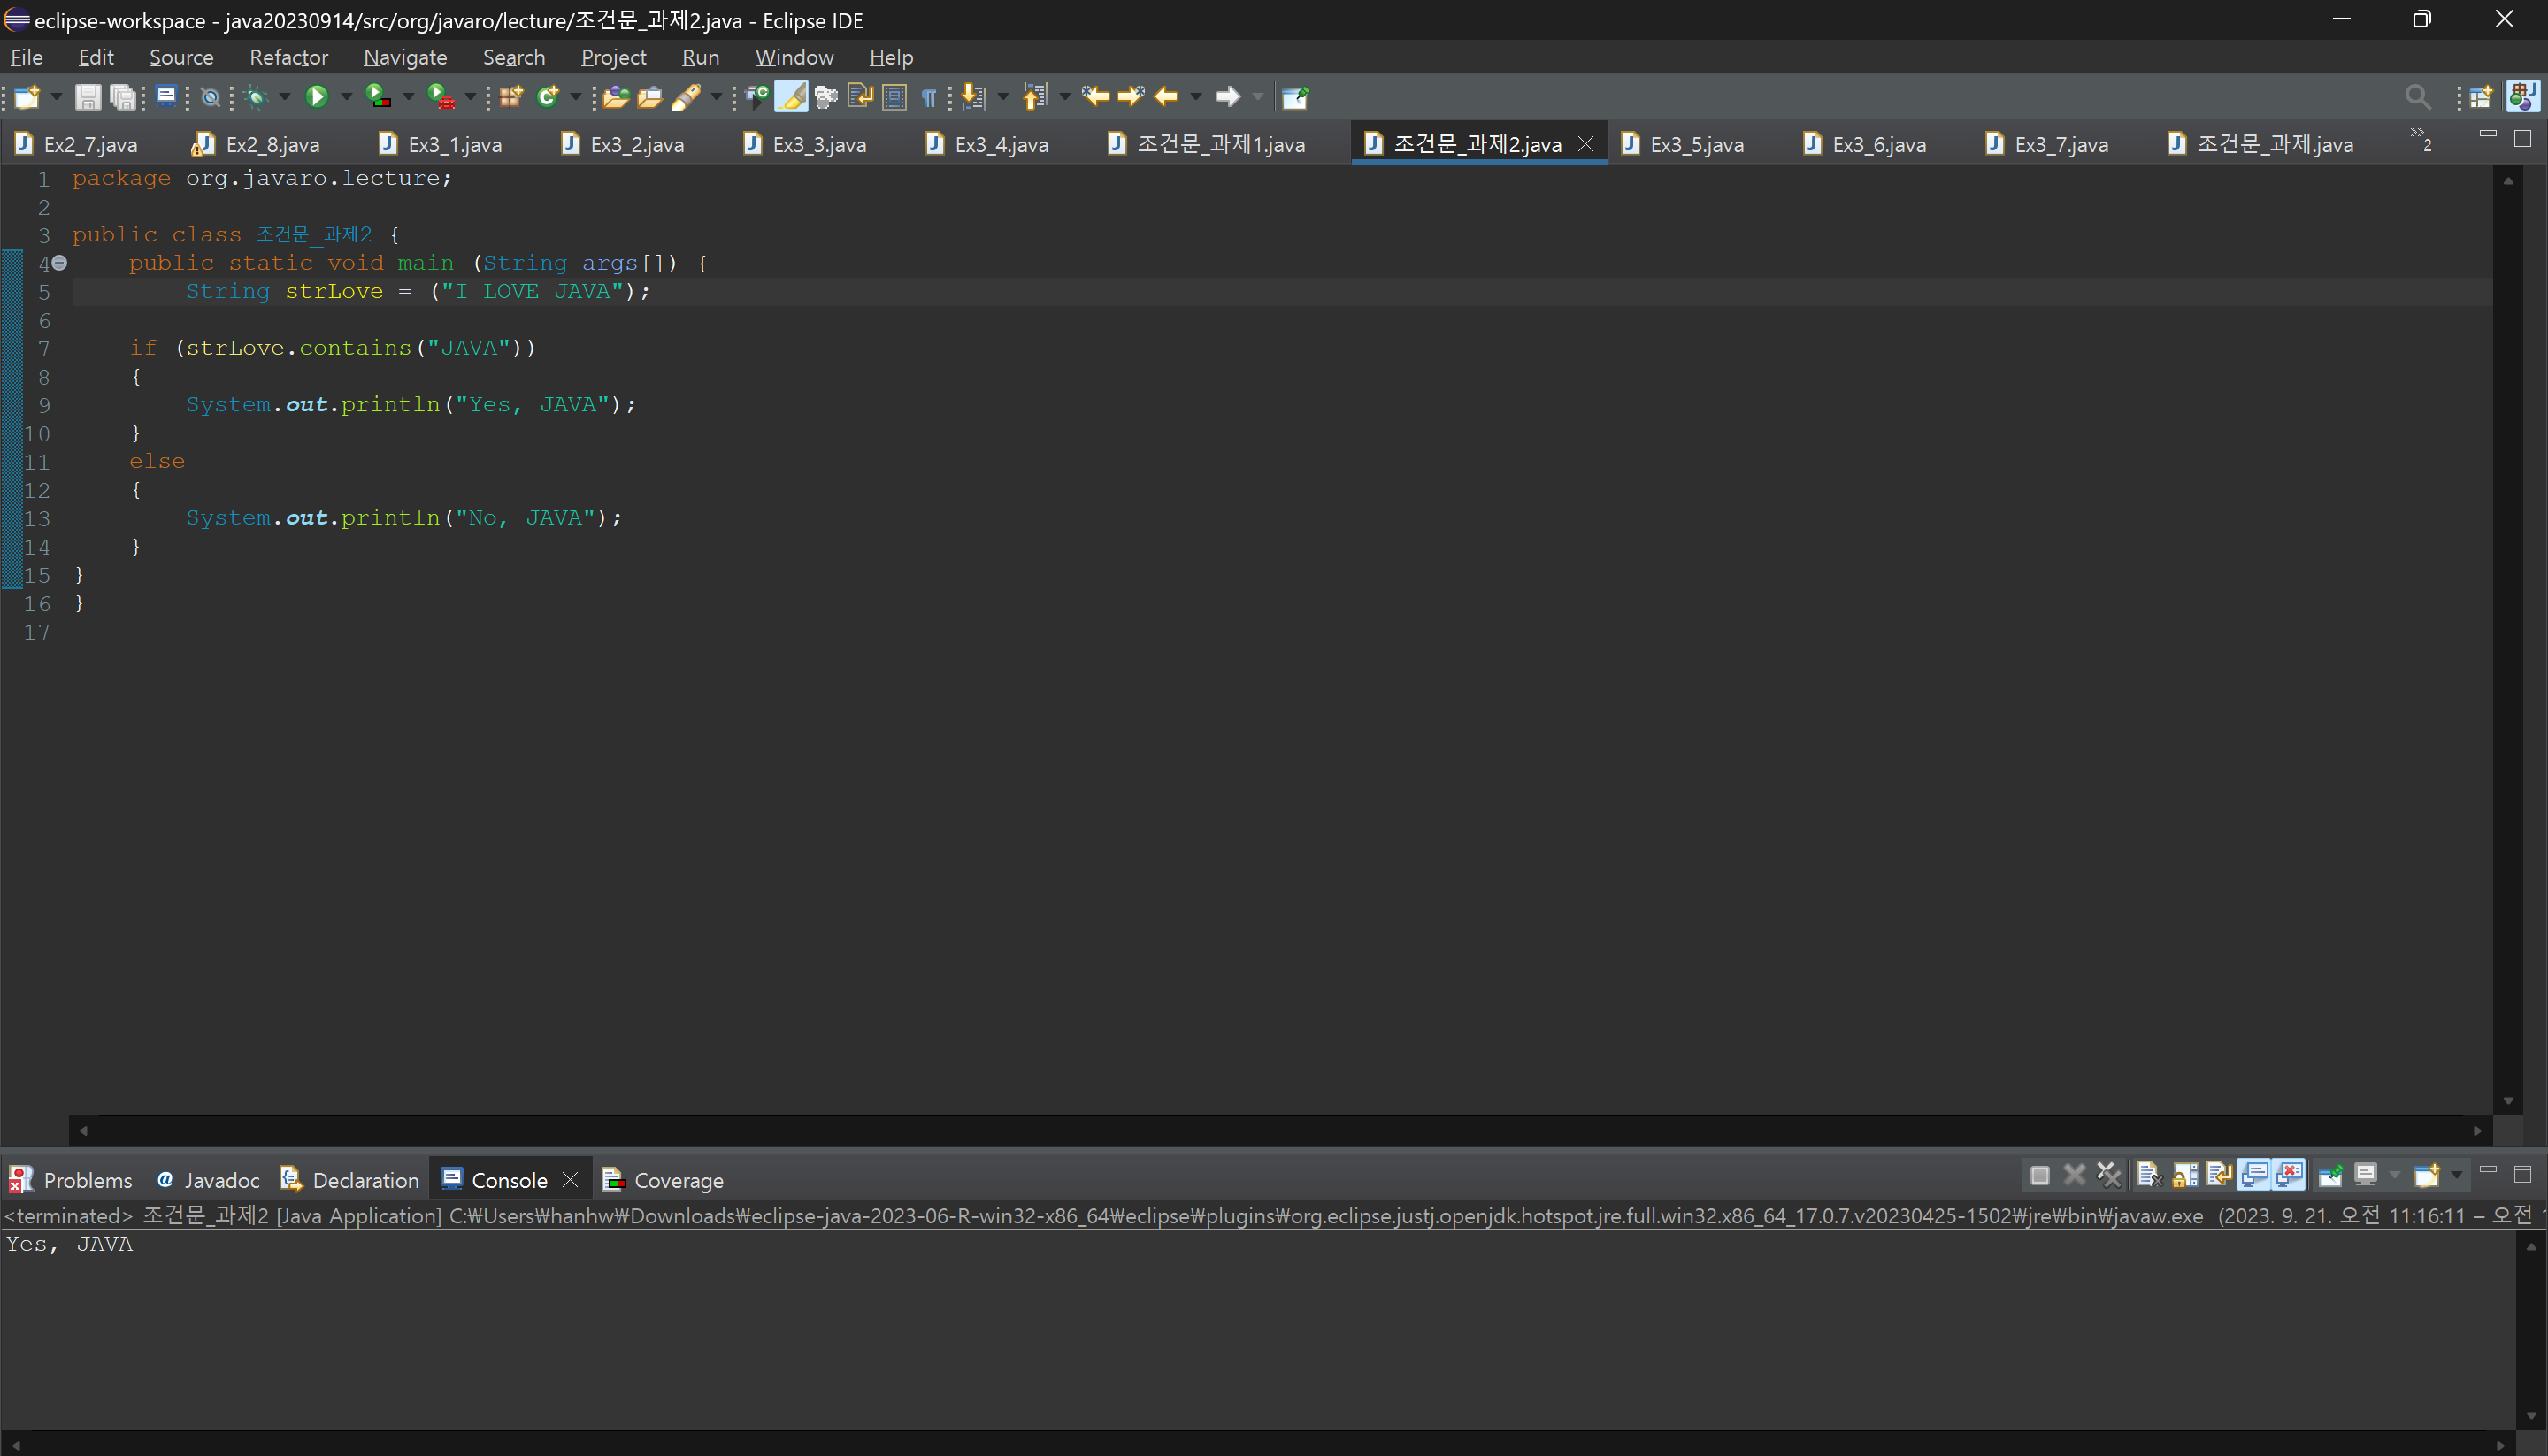 eclipse-workspace - java20230914/src/org/javaro/lecture/조건문_과제2.java - Eclipse IDE
File Edit Source Refactor Navigate Search Project Run Window Help
Ex2_7.java Ex2_8.java Ex3_1.java Ex3_2.java Ex3_3.java Ex3_4.java 조건문_과제1.java 조건문_과제2.java Ex3_5.java Ex3_6.java Ex3_7.java 조건문_과제.java 2
1 package org.javaro.lecture;
2
3 public class 조건문_과제2 {
4 public static void main (String args[]) {
5 String strLove = ("I LOVE JAVA");
6
7 if (strLove.contains("JAVA"))
8 {
9 System.out.println("Yes, JAVA");
10 }
11 else
12 {
13 System.out.println("No, JAVA");
14 }
15 }
16 }
17
Problems Javadoc Declaration Console Coverage
<terminated> 조건문_과제2 [Java Application] C:₩Users₩hanhw₩Downloads₩eclipse-java-2023-06-R-win32-x86_64₩eclipse₩plugins₩org.eclipse.justj.openjdk.hotspot.jre.full.win32.x86_64_17.0.7.v20230425-1502₩jre₩bin₩javaw.exe (2023. 9. 21. 오전 11:16:11 – 오전
Yes, JAVA